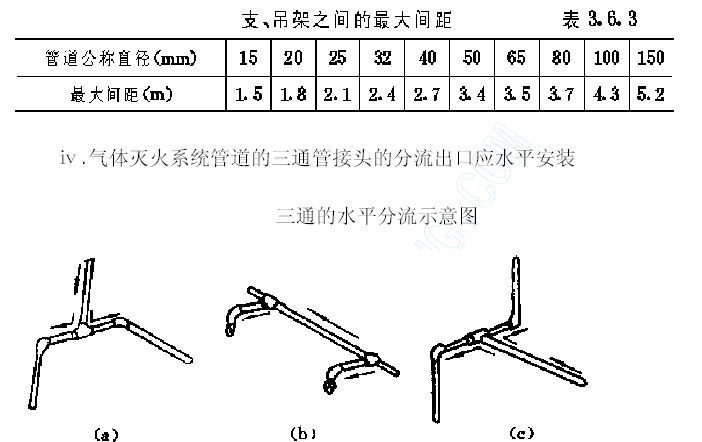 支、吊架之间的最大间距 表3.6.3
管道公称直径(mm) 15 20 25 32 40 50 65 80 100 150
最大间距(m) 1.5 1.8 2.1 2.4 2.7 3.4 3.5 3.7 4.3 5.2
iv.气体灭火系统管道的三通管接头的分流出口应水平安装
三通的水平分流示意图
(a) (b) (c)